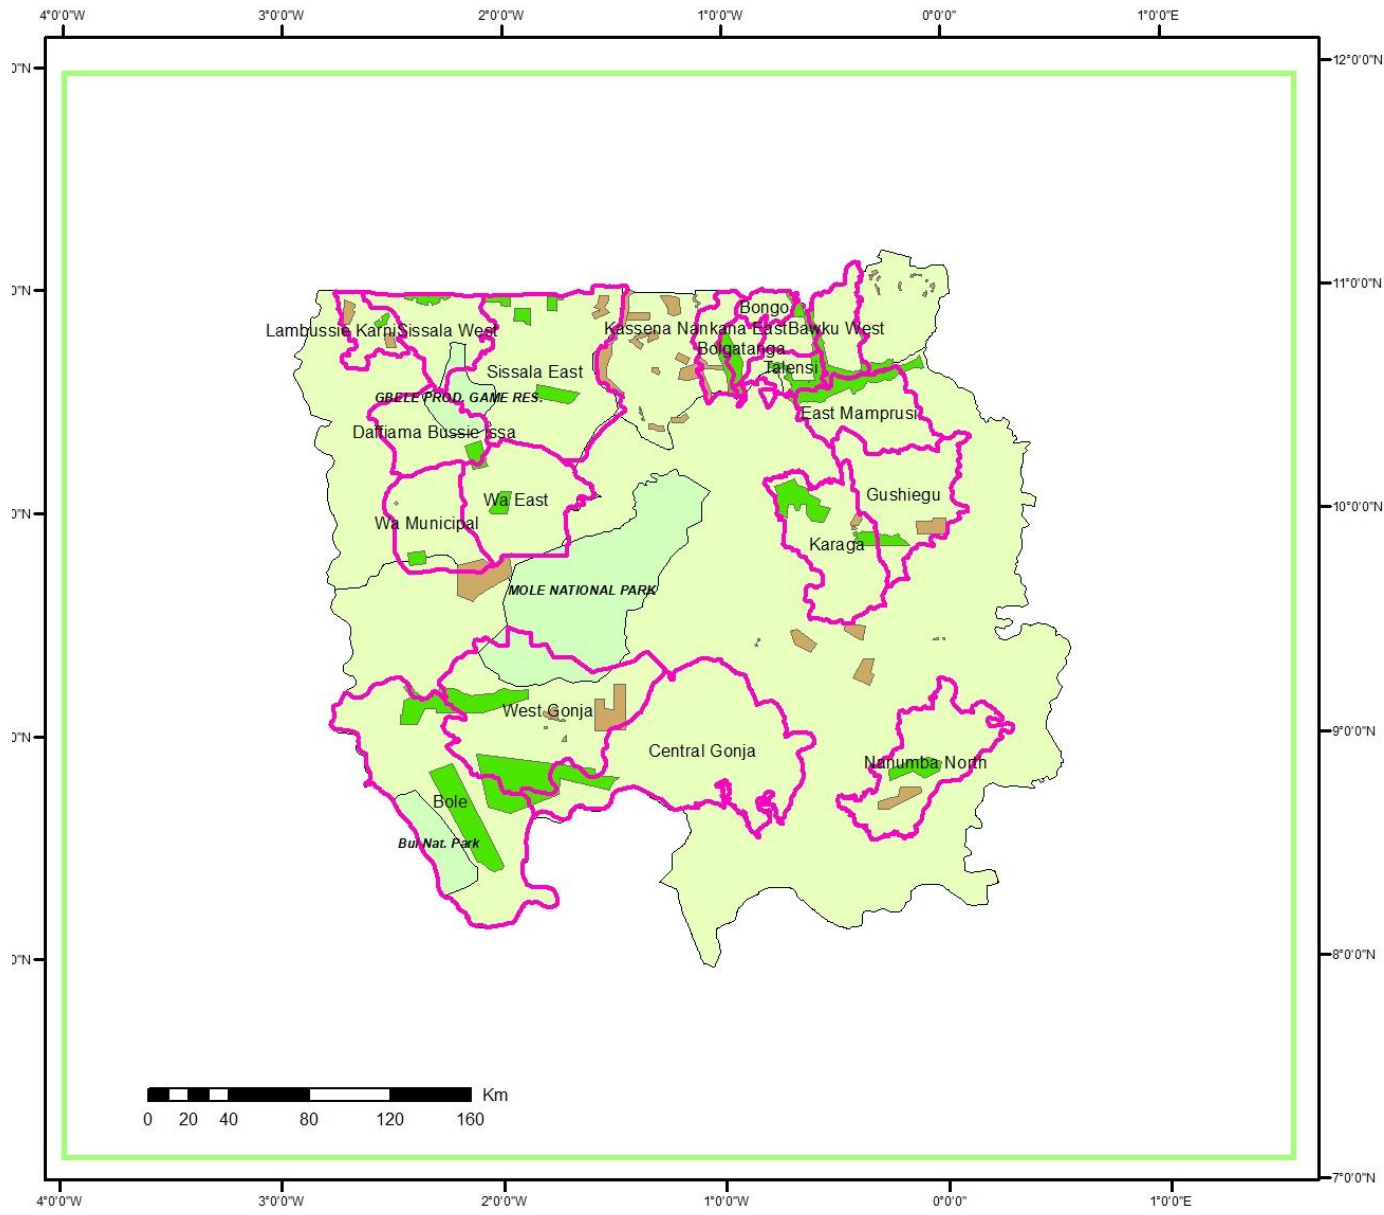 4°0'0"W 3°0'0"W 2°0'0"W 1°0'0"W 0°0'0" 1°0'0"E
0"N 12°0'0"N
0"N 11°0'0"N
Bongo
Lambussie Karni Sissala West Kassena Nankana East Bawku West
Bolgatanga
Sissala East Talensi
GBELE PROD. GAME RES.
East Mamprusi
Daffiama Bussie Issa
Wa East Gushiegu
0"N 10°0'0"N
Wa Municipal
Karaga
MOLE NATIONAL PARK
West Gonja
0"N 9°0'0"N
Central Gonja
Nanumba North
Bole
Bui Nat. Park
0"N 8°0'0"N
Km
0 20 40 80 120 160
7°0'0"N
4°0'0"W 3°0'0"W 2°0'0"W 1°0'0"W 0°0'0" 1°0'0"E